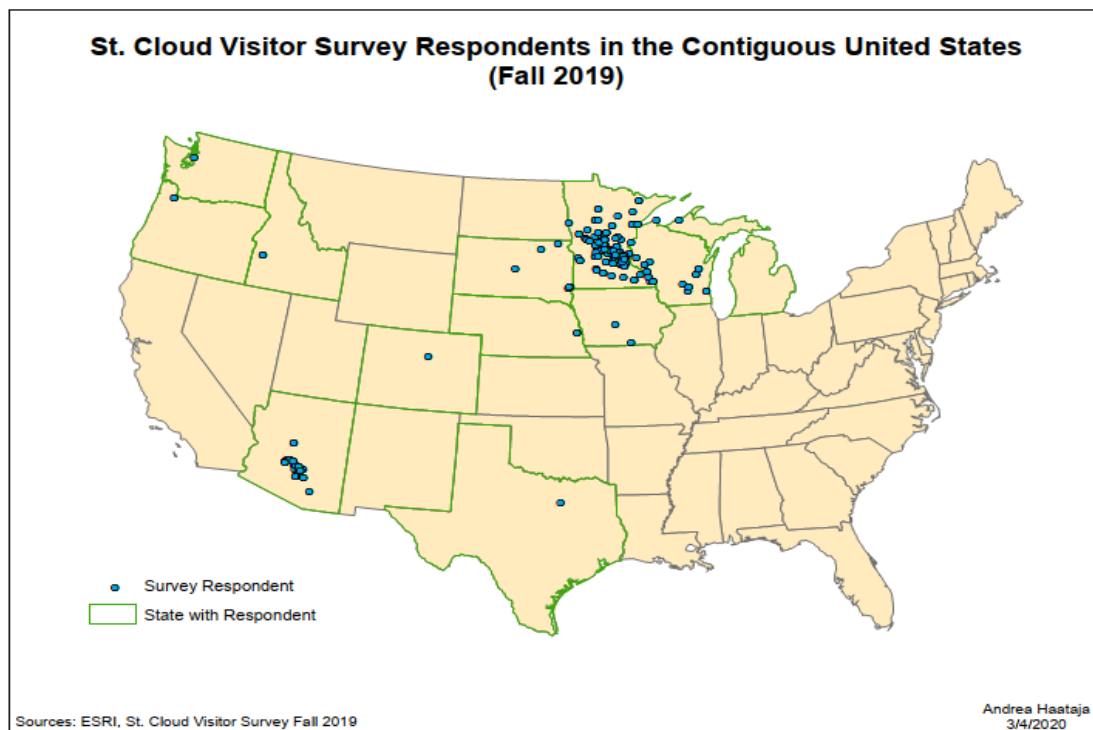 St. Cloud Visitor Survey Respondents in the Contiguous United States
(Fall 2019)
Survey Respondent
State with Respondent
Sources: ESRI, St. Cloud Visitor Survey Fall 2019
Andrea Haataja
3/4/2020